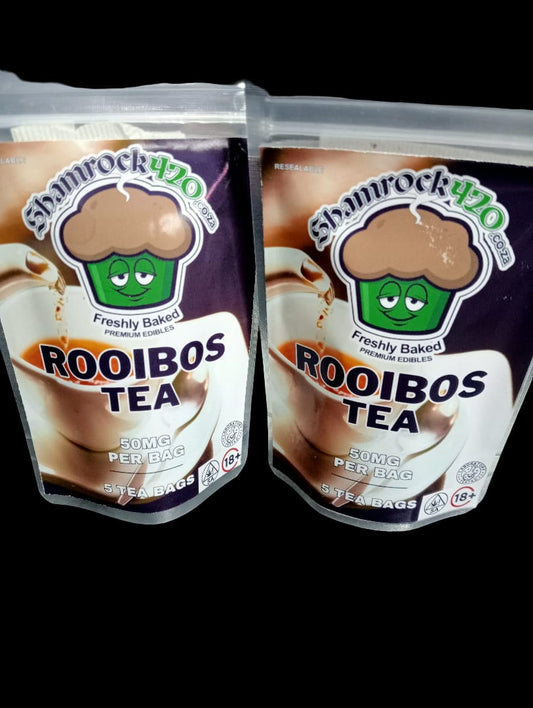 LABLE
Shamrock420
.co.za
Freshly Baked
PREMIUM EDIBLES
ROOIBOS
TEA
50MG
PER BAG
5 TEA BAGS
18+
RESEALABLE
Shamrock420
.co.za
Freshly Baked
PREMIUM EDIBLES
ROOIBOS
TEA
50MG
PER BAG
5 TEA BAGS
18+